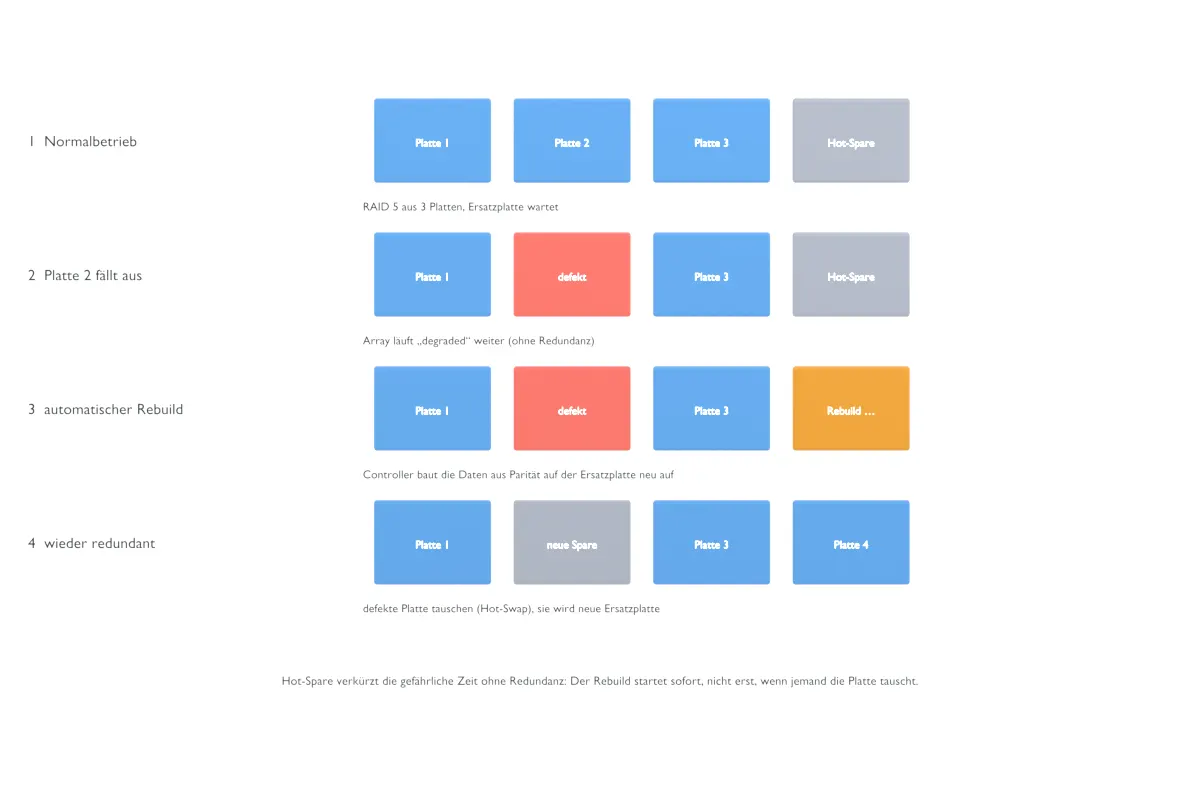 1 Normalbetrieb
Platte 1 Platte 2 Platte 3 Hot-Spare
RAID 5 aus 3 Platten, Ersatzplatte wartet
2 Platte 2 fällt aus
Platte 1 defekt Platte 3 Hot-Spare
Array läuft „degraded“ weiter (ohne Redundanz)
3 automatischer Rebuild
Platte 1 defekt Platte 3 Rebuild …
Controller baut die Daten aus Parität auf der Ersatzplatte neu auf
4 wieder redundant
Platte 1 neue Spare Platte 3 Platte 4
defekte Platte tauschen (Hot-Swap), sie wird neue Ersatzplatte
Hot-Spare verkürzt die gefährliche Zeit ohne Redundanz: Der Rebuild startet sofort, nicht erst, wenn jemand die Platte tauscht.